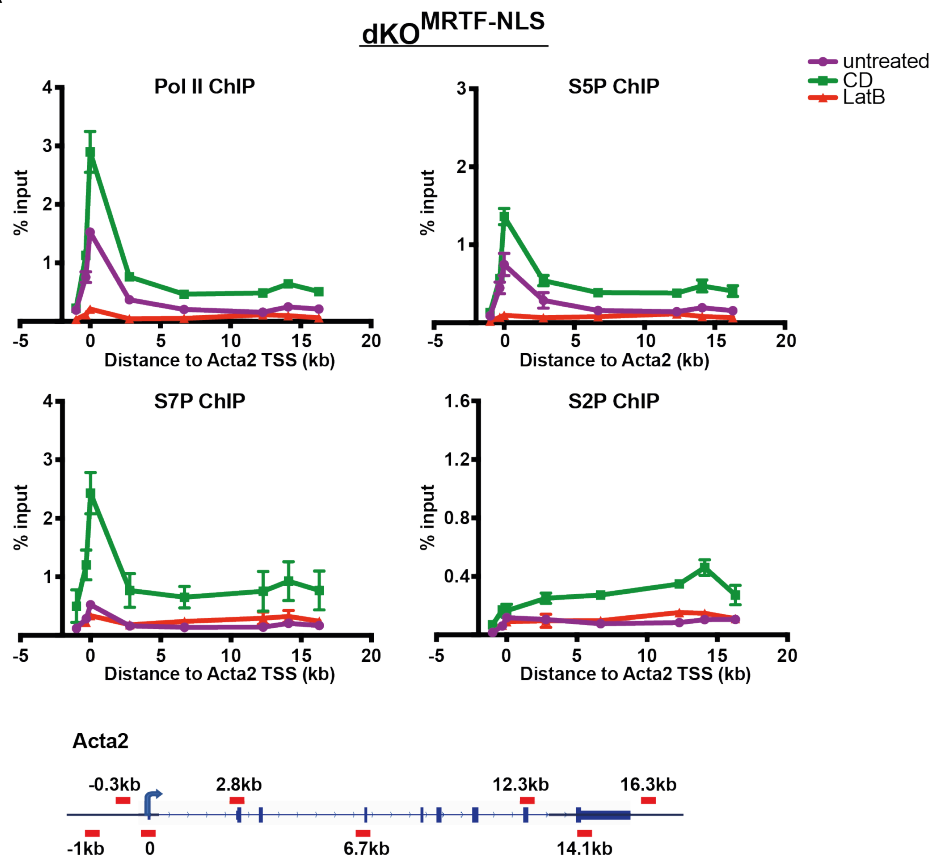 dKO^MRTF-NLS
untreated
CD
LatB
Pol II ChIP
4
3
2
1
% input
-5 0 5 10 15 20
Distance to Acta2 TSS (kb)
S5P ChIP
3
2
1
% input
-5 0 5 10 15 20
Distance to Acta2 (kb)
S7P ChIP
4
3
2
1
% input
-5 0 5 10 15 20
Distance to Acta2 TSS (kb)
S2P ChIP
1.6
1.2
0.8
0.4
% input
-5 0 5 10 15 20
Distance to Acta2 TSS (kb)
Acta2
-0.3kb 2.8kb 12.3kb 16.3kb
-1kb 0 6.7kb 14.1kb